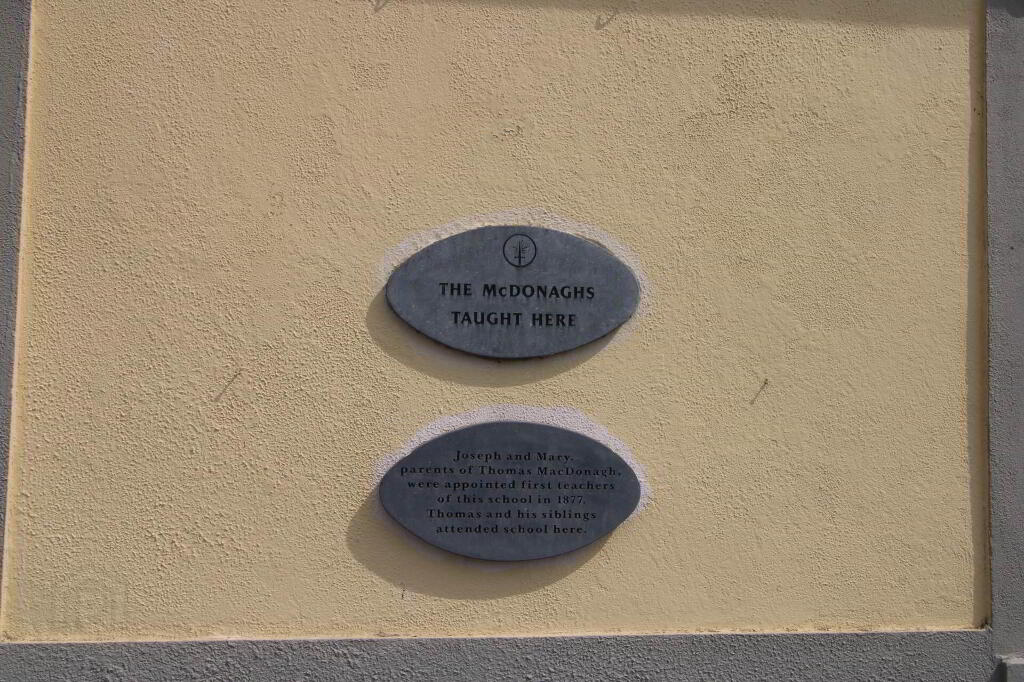 THE McDONAGHS
TAUGHT HERE
Joseph and Mary,
parents of Thomas MacDonagh,
were appointed first teachers
of this school in 1877.
Thomas and his siblings
attended school here.